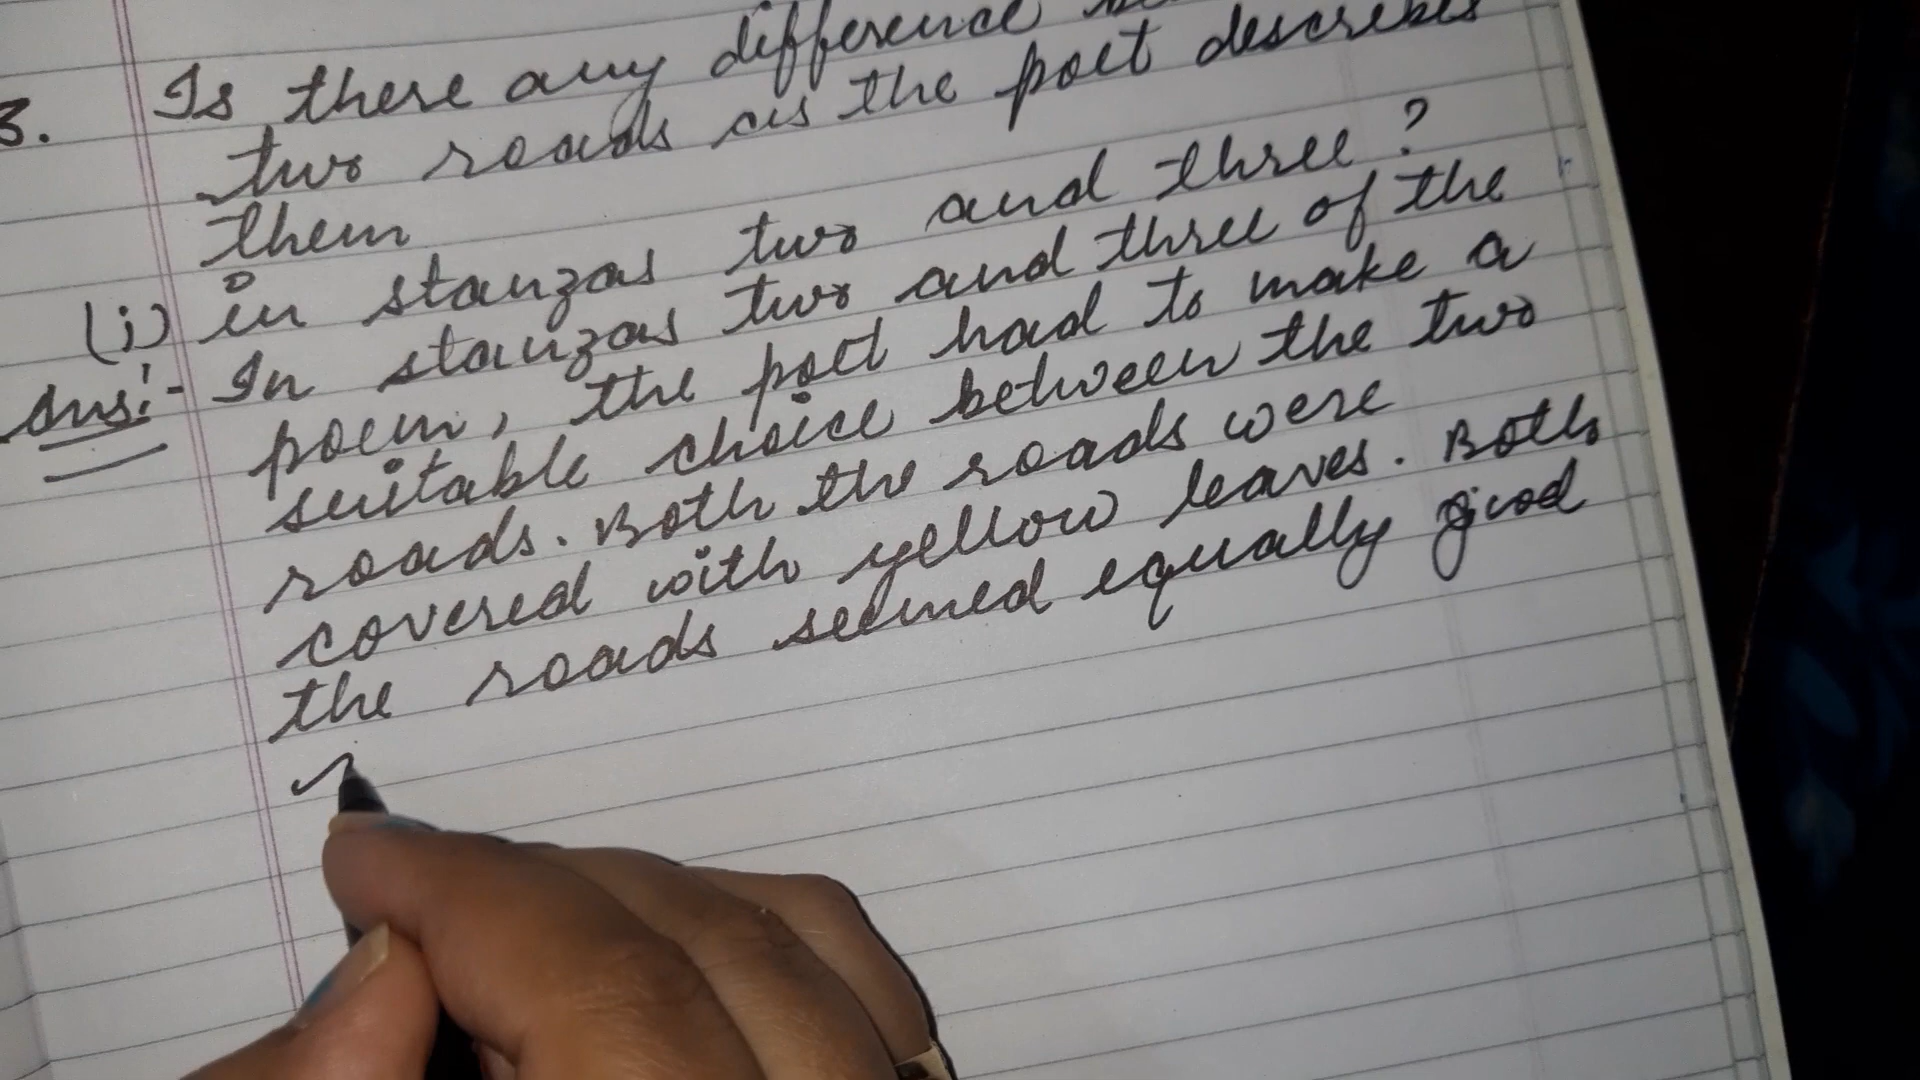 3. Is there any difference
two roads as the poet describes
them
(i) in stanzas two and three?
Ans:- In stanzas two and three of the
poem, the poet had to make a
suitable choice between the two
roads. Both the roads were
covered with yellow leaves. Both
the roads seemed equally good